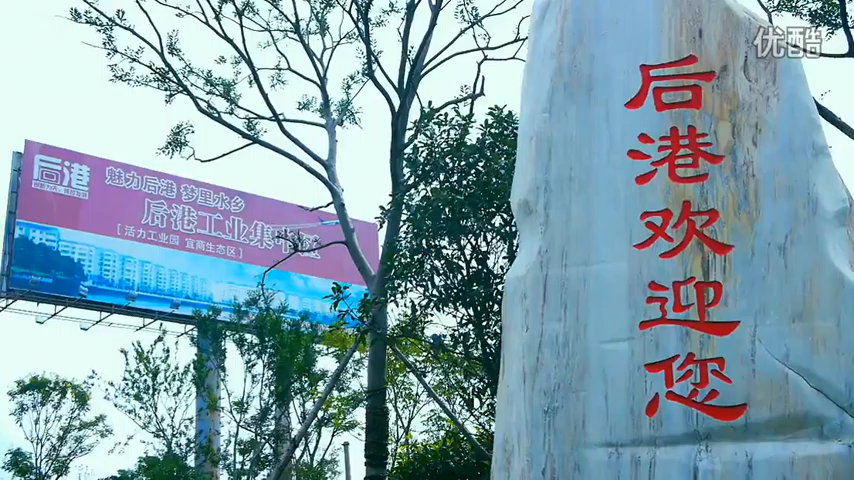 优酷
后港
魅力后港 梦里水乡
后港工业集中区
[活力工业园 宜商生态区]
后港欢迎您